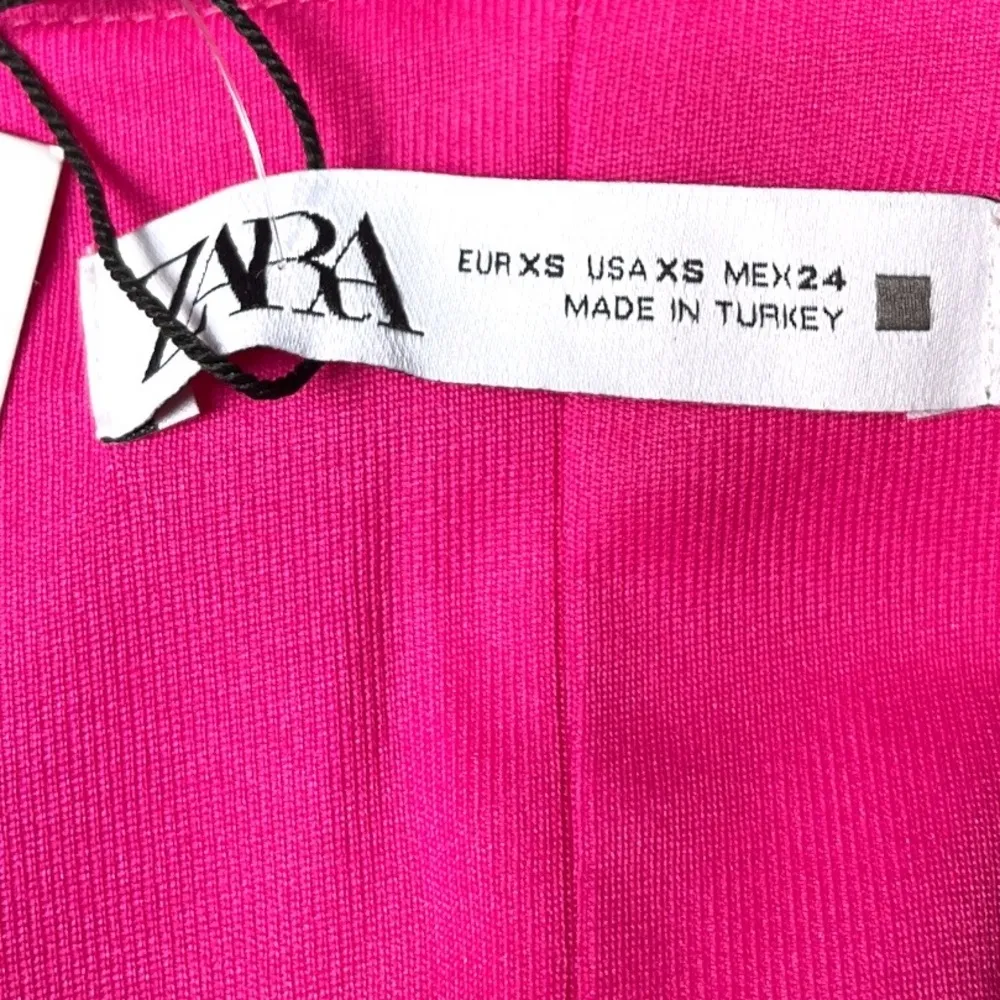 ZARA
EUR XS USA XS MEX 24
MADE IN TURKEY